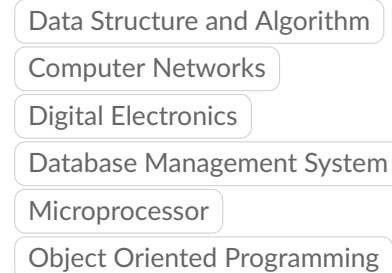 Data Structure and Algorithm
Computer Networks
Digital Electronics
Database Management System
Microprocessor
Object Oriented Programming